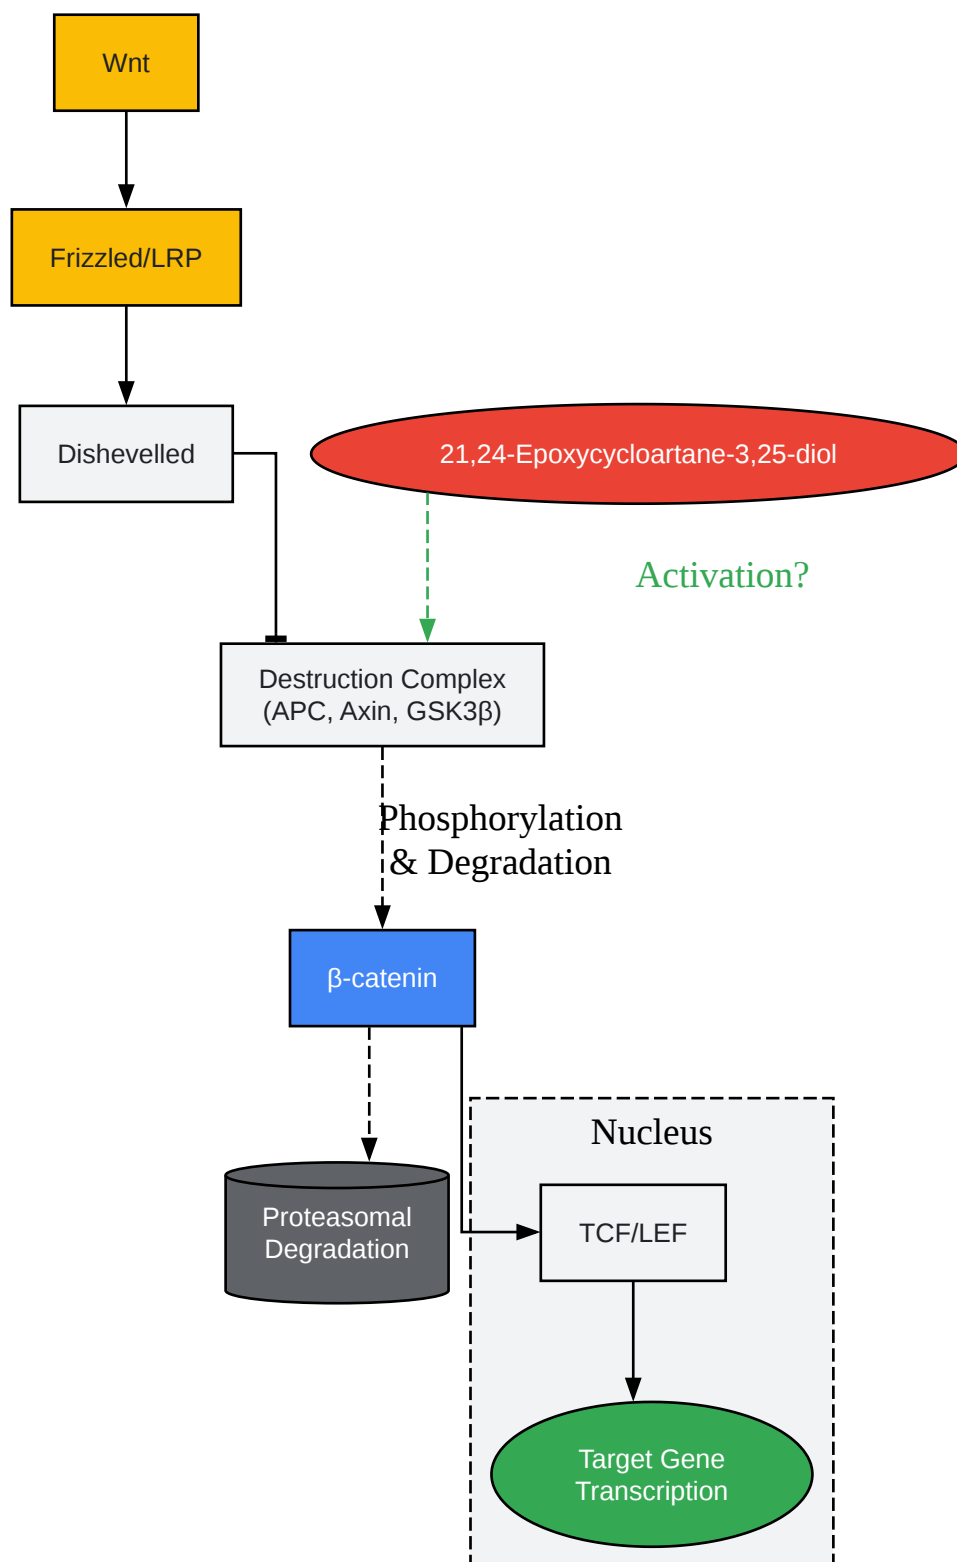 Wnt
Frizzled/LRP
Dishevelled
21,24-Epoxycycloartane-3,25-diol
Activation?
Destruction Complex
(APC, Axin, GSK3β)
Phosphorylation
& Degradation
β-catenin
Nucleus
Proteasomal
Degradation
TCF/LEF
Target Gene
Transcription